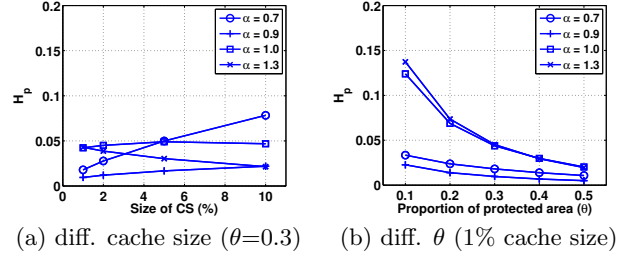 0.2
0.15
0.1
0.05
0
H_p
α = 0.7
α = 0.9
α = 1.0
α = 1.3
0 2 4 6 8 10
Size of CS (%)
(a) diff. cache size (θ=0.3)
0.2
0.15
0.1
0.05
0
H_p
α = 0.7
α = 0.9
α = 1.0
α = 1.3
0.1 0.2 0.3 0.4 0.5
Proportion of protected area (θ)
(b) diff. θ (1% cache size)